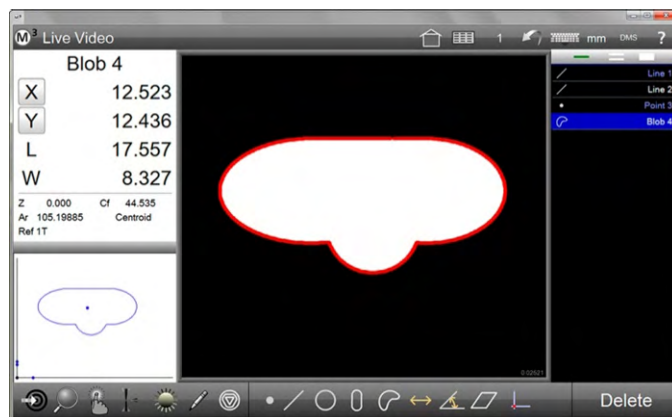 M3 Live Video
1
mm
DMS
?
Blob 4
X 12.523
Y 12.436
L 17.557
W 8.327
Z 0.000 Cf 44.535
Ar 105.19885 Centroid
Ref 1T
Line 1
Line 2
Point 3
Blob 4
0.02521
Delete